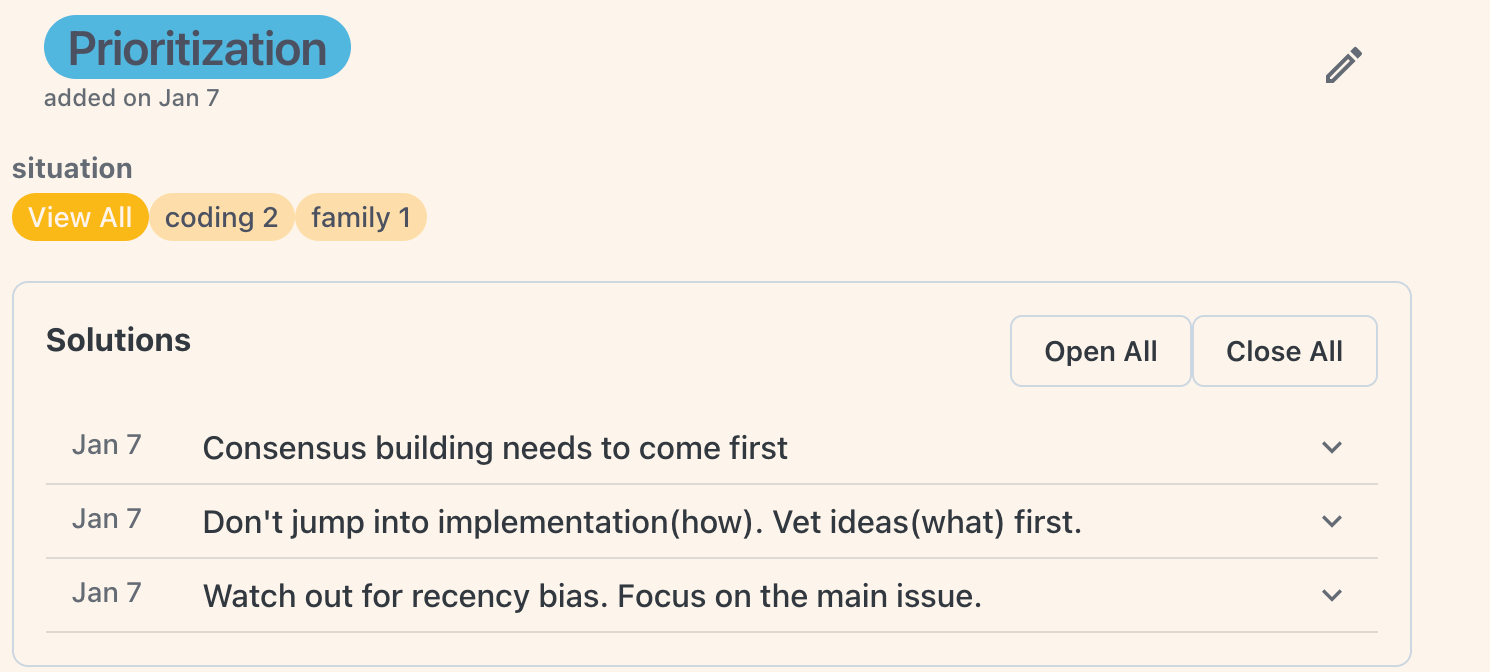 Prioritization
added on Jan 7
situation
View All coding 2 family 1
Solutions
Open All Close All
Jan 7 Consensus building needs to come first
Jan 7 Don't jump into implementation(how). Vet ideas(what) first.
Jan 7 Watch out for recency bias. Focus on the main issue.